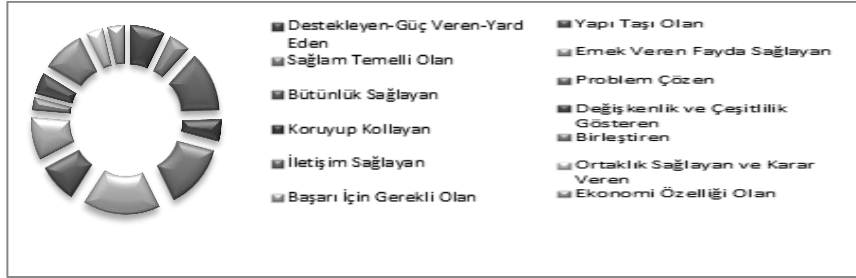 Destekleyen-Güç Veren-Yard
Eden
Sağlam Temelli Olan
Bütünlük Sağlayan
Koruyup Kollayan
İletişim Sağlayan
Başarı İçin Gerekli Olan
Yapı Taşı Olan
Emek Veren Fayda Sağlayan
Problem Çözen
Değişkenlik ve Çeşitlilik
Gösteren
Birleştiren
Ortaklık Sağlayan ve Karar
Veren
Ekonomi Özelliği Olan